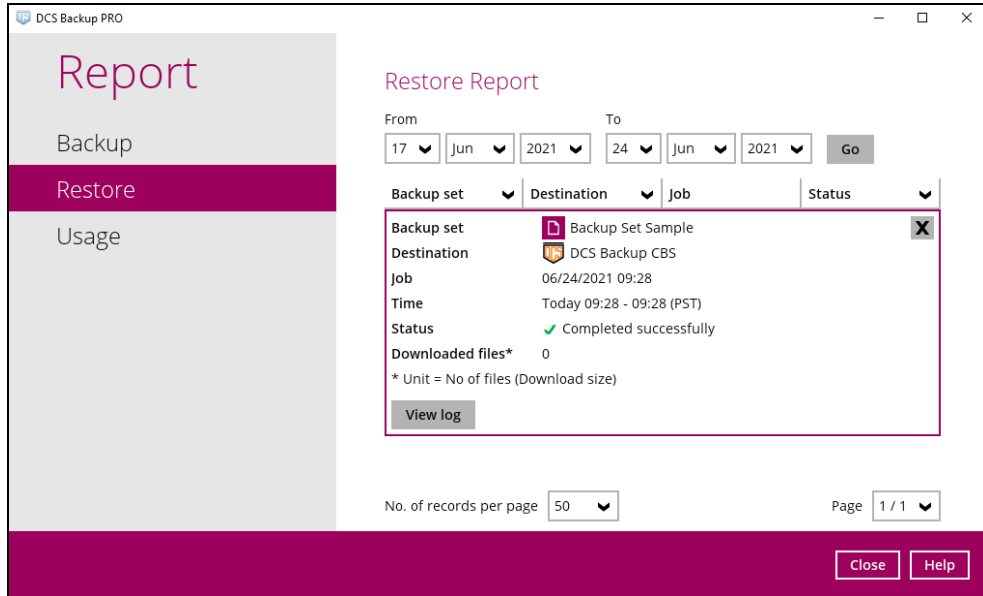 DCS Backup PRO
Report
Backup
Restore
Usage
Restore Report
From To
17 Jun 2021 24 Jun 2021 Go
Backup set Destination Job Status
Backup set Backup Set Sample X
Destination DCS Backup CBS
Job 06/24/2021 09:28
Time Today 09:28 - 09:28 (PST)
Status Completed successfully
Downloaded files* 0
* Unit = No of files (Download size)
View log
No. of records per page 50 Page 1 / 1
Close Help